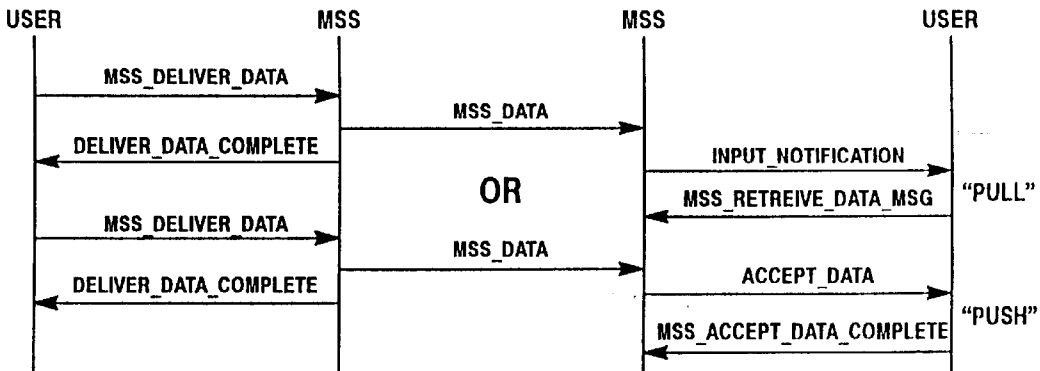 USER MSS MSS USER
MSS_DELIVER_DATA
MSS_DATA
DELIVER_DATA_COMPLETE
INPUT_NOTIFICATION
OR
"PULL"
MSS_RETREIVE_DATA_MSG
MSS_DELIVER_DATA
MSS_DATA
ACCEPT_DATA
DELIVER_DATA_COMPLETE
"PUSH"
MSS_ACCEPT_DATA_COMPLETE